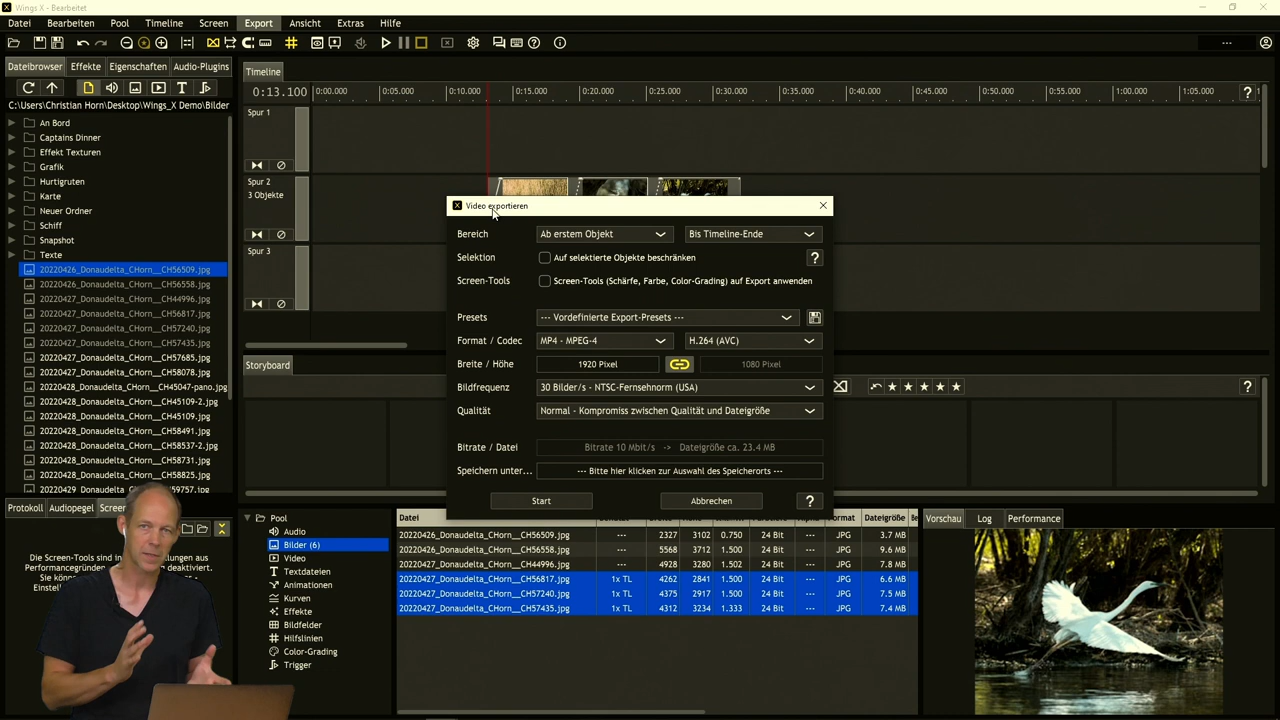 Wings X - Bearbeitet
Datei Bearbeiten Pool Timeline Screen Export Ansicht Extras Hilfe
Dateibrowser Effekte Eigenschaften Audio-Plugins
C:\Users\Christian Horn\Desktop\Wings_X Demo\Bilder
An Bord
Captains Dinner
Effekt Texturen
Grafik
Hurtigruten
Karte
Neuer Ordner
Schiff
Snapshot
Texte
20220426_Donaudelta_CHorn__CH56509.jpg
20220426_Donaudelta_CHorn__CH56558.jpg
20220427_Donaudelta_CHorn__CH44996.jpg
20220427_Donaudelta_CHorn__CH56817.jpg
20220427_Donaudelta_CHorn__CH57240.jpg
20220427_Donaudelta_CHorn__CH57435.jpg
20220427_Donaudelta_CHorn__CH57685.jpg
20220427_Donaudelta_CHorn__CH58078.jpg
20220428_Donaudelta_CHorn__CH45047-pano.jpg
20220428_Donaudelta_CHorn__CH45109-2.jpg
20220428_Donaudelta_CHorn__CH45109.jpg
20220428_Donaudelta_CHorn__CH58491.jpg
20220428_Donaudelta_CHorn__CH58537-2.jpg
20220428_Donaudelta_CHorn__CH58731.jpg
20220428_Donaudelta_CHorn__CH58825.jpg
Timeline
0:13.100 0:00.000 0:05.000 0:10.000 0:15.000 0:20.000 0:25.000 0:30.000 0:35.000 0:40.000 0:45.000 0:50.000 0:55.000 1:00.000 1:05.000
Spur 1
Spur 2
3 Objekte
Spur 3
Storyboard
Video exportieren
Bereich Ab erstem Objekt Bis Timeline-Ende
Selektion Auf selektierte Objekte beschränken ?
Screen-Tools Screen-Tools (Schärfe, Farbe, Color-Grading) auf Export anwenden
Presets --- Vordefinierte Export-Presets ---
Format / Codec MP4 - MPEG-4 H.264 (AVC)
Breite / Höhe 1920 Pixel 1080 Pixel
Bildfrequenz 30 Bilder/s - NTSC-Fernsehnorm (USA)
Qualität Normal - Kompromiss zwischen Qualität und Dateigröße
Bitrate / Datei Bitrate 10 Mbit/s -> Dateigröße ca. 23.4 MB
Speichern unter... --- Bitte hier klicken zur Auswahl des Speicherorts ---
Start Abbrechen ?
Protokoll Audiopegel
Die Screen-Tools sind in
Pool
Audio
Bilder (6)
Video
Textdateien
Animationen
Kurven
Effekte
Bildfelder
Hilfslinien
Color-Grading
Trigger
Datei Dateigröße
20220426_Donaudelta_CHorn__CH56509.jpg --- 2327 3102 0.750 24 Bit --- JPG 3.7 MB
20220426_Donaudelta_CHorn__CH56558.jpg --- 5568 3712 1.500 24 Bit --- JPG 9.6 MB
20220427_Donaudelta_CHorn__CH44996.jpg --- 4928 3280 1.502 24 Bit --- JPG 7.8 MB
20220427_Donaudelta_CHorn__CH56817.jpg 1x TL 4262 2841 1.500 24 Bit --- JPG 6.6 MB
20220427_Donaudelta_CHorn__CH57240.jpg 1x TL 4375 2917 1.500 24 Bit --- JPG 7.5 MB
20220427_Donaudelta_CHorn__CH57435.jpg 1x TL 4312 3234 1.333 24 Bit --- JPG 7.4 MB
Vorschau Log Performance